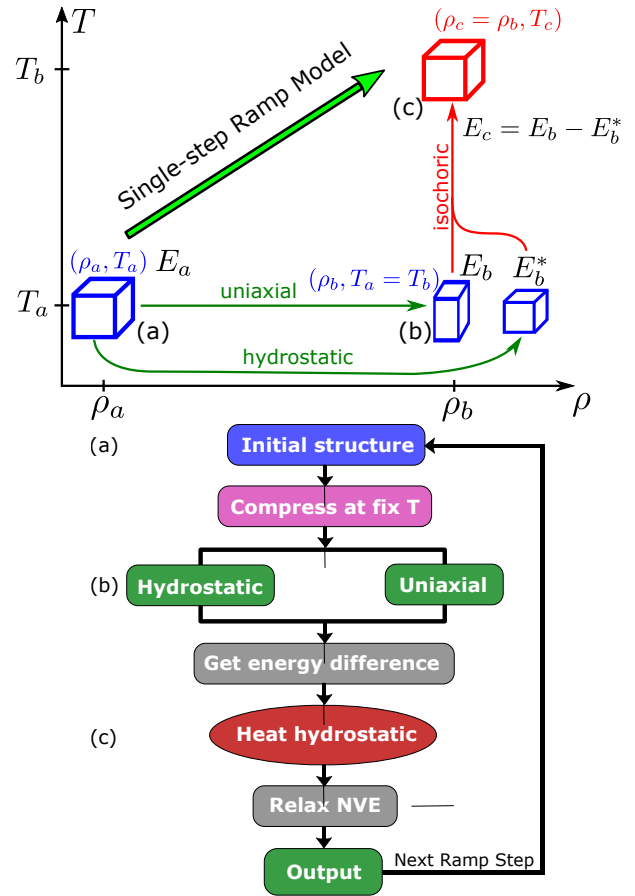 T
(ρ_c = ρ_b, T_c)
T_b
Single-step Ramp Model
(c)
E_c = E_b − E_b^*
isochoric
(ρ_a, T_a) E_a
(ρ_b, T_a = T_b)
E_b
E_b^*
T_a
uniaxial
(a)
(b)
hydrostatic
ρ_a
ρ_b
ρ
(a)
Initial structure
Compress at fix T
(b)
Hydrostatic
Uniaxial
Get energy difference
(c)
Heat hydrostatic
Relax NVE
Output
Next Ramp Step